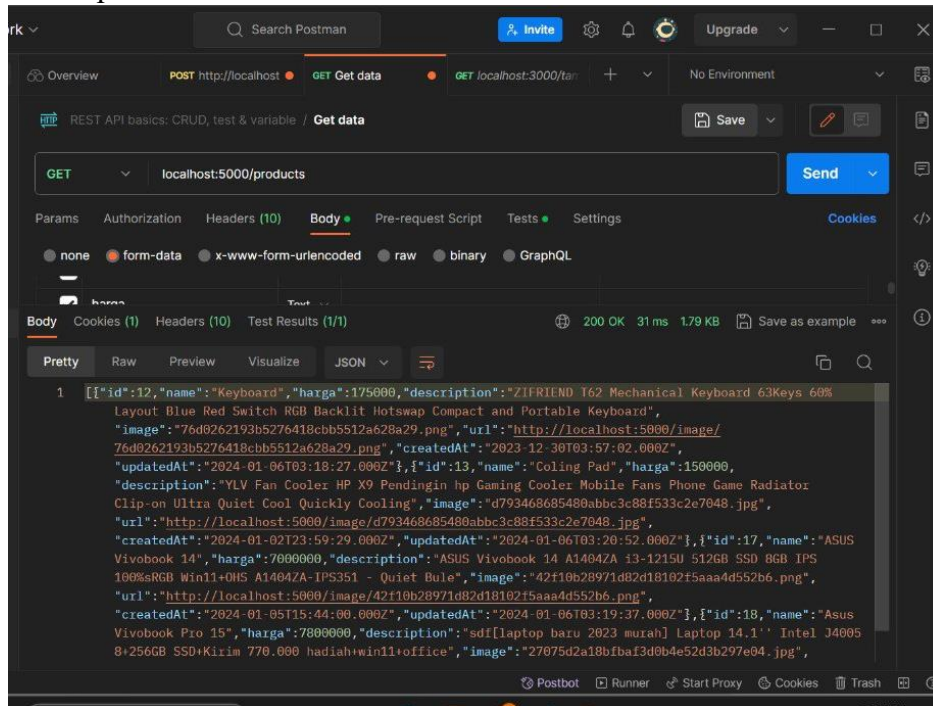 rk
Search Postman
Invite
Upgrade
Overview
POST http://localhost
GET Get data
GET localhost:3000/tan
No Environment
HTTP
REST API basics: CRUD, test & variable / Get data
Save
GET
localhost:5000/products
Send
Params Authorization Headers (10) Body Pre-request Script Tests Settings
Cookies
none form-data x-www-form-urlencoded raw binary GraphQL
harga
Text
Body Cookies (1) Headers (10) Test Results (1/1)
200 OK 31 ms 1.79 KB Save as example
Pretty Raw Preview Visualize JSON
1 [{"id":12,"name":"Keyboard","harga":175000,"description":"ZIFRIEND T62 Mechanical Keyboard 63Keys 60%
Layout Blue Red Switch RGB Backlit Hotswap Compact and Portable Keyboard",
"image":"76d0262193b5276418cbb5512a628a29.png","url":"http://localhost:5000/image/
76d0262193b5276418cbb5512a628a29.png","createdAt":"2023-12-30T03:57:02.000Z",
"updatedAt":"2024-01-06T03:18:27.000Z"},{"id":13,"name":"Coling Pad","harga":150000,
"description":"YLV Fan Cooler HP X9 Pendingin hp Gaming Cooler Mobile Fans Phone Game Radiator
Clip-on Ultra Quiet Cool Quickly Cooling","image":"d793468685480abbc3c88f533c2e7048.jpg",
"url":"http://localhost:5000/image/d793468685480abbc3c88f533c2e7048.jpg",
"createdAt":"2024-01-02T23:59:29.000Z","updatedAt":"2024-01-06T03:20:52.000Z"},{"id":17,"name":"ASUS
Vivobook 14","harga":7000000,"description":"ASUS Vivobook 14 A1404ZA i3-1215U 512GB SSD 8GB IPS
100%sRGB Win11+OHS A1404ZA-IPS351 - Quiet Bule","image":"42f10b28971d82d18102f5aaa4d552b6.png",
"url":"http://localhost:5000/image/42f10b28971d82d18102f5aaa4d552b6.png",
"createdAt":"2024-01-05T15:44:00.000Z","updatedAt":"2024-01-06T03:19:37.000Z"},{"id":18,"name":"Asus
Vivobook Pro 15","harga":7800000,"description":"sdf[laptop baru 2023 murah] Laptop 14.1'' Intel J4005
8+256GB SSD+Kirim 770.000 hadiah+win11+office","image":"27075d2a18bfbaf3d0b4e52d3b297e04.jpg",
Postbot Runner Start Proxy Cookies Trash